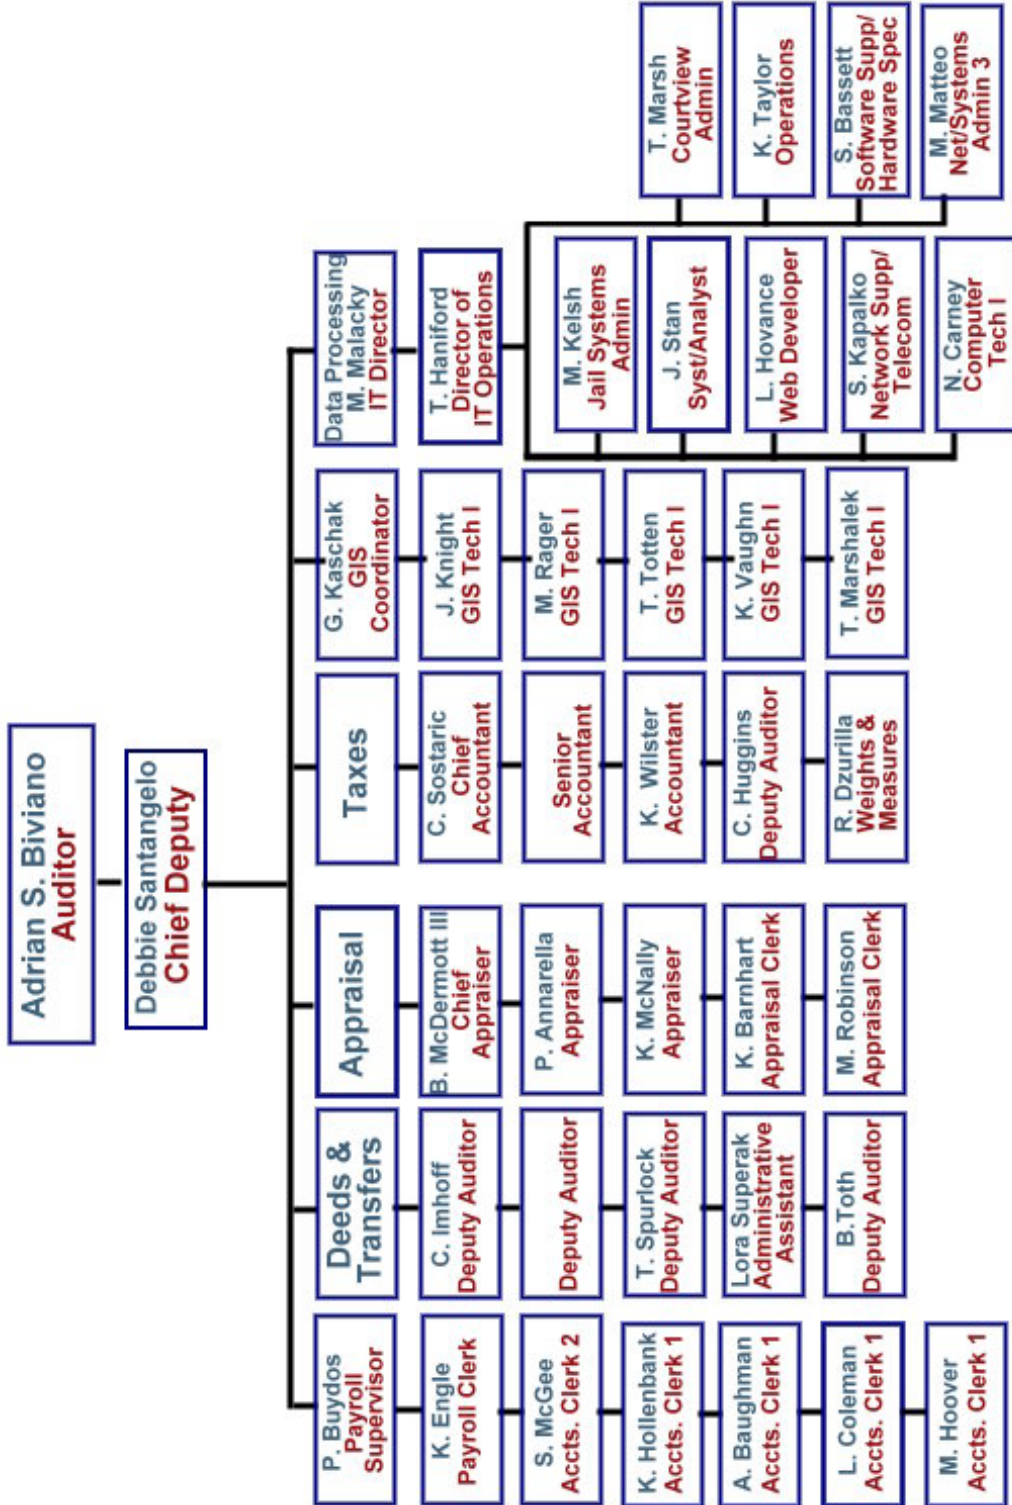 Adrian S. Biviano
Auditor
Debbie Santangelo
Chief Deputy
P. Buydos
Payroll
Supervisor
K. Engle
Payroll Clerk
S. McGee
Accts. Clerk 2
K. Hollenbank
Accts. Clerk 1
A. Baughman
Accts. Clerk 1
L. Coleman
Accts. Clerk 1
M. Hoover
Accts. Clerk 1
Deeds &
Transfers
C. Imhoff
Deputy Auditor
Deputy Auditor
T. Spurlock
Deputy Auditor
Lora Superak
Administrative
Assistant
B.Toth
Deputy Auditor
Appraisal
B. McDermott III
Chief
Appraiser
P. Annarella
Appraiser
K. McNally
Appraiser
K. Barnhart
Appraisal Clerk
M. Robinson
Appraisal Clerk
Taxes
C. Sostaric
Chief
Accountant
Senior
Accountant
K. Wilster
Accountant
C. Huggins
Deputy Auditor
R. Dzurilla
Weights &
Measures
G. Kaschak
GIS
Coordinator
J. Knight
GIS Tech I
M. Rager
GIS Tech I
T. Totten
GIS Tech I
K. Vaughn
GIS Tech I
T. Marshalek
GIS Tech I
Data Processing
M. Malacky
IT Director
T. Haniford
Director of
IT Operations
M. Kelsh
Jail Systems
Admin
J. Stan
Syst/Analyst
L. Hovance
Web Developer
S. Kapalko
Network Supp/
Telecom
N. Carney
Computer
Tech I
T. Marsh
Courtview
Admin
K. Taylor
Operations
S. Bassett
Software Supp/
Hardware Spec
M. Matteo
Net/Systems
Admin 3